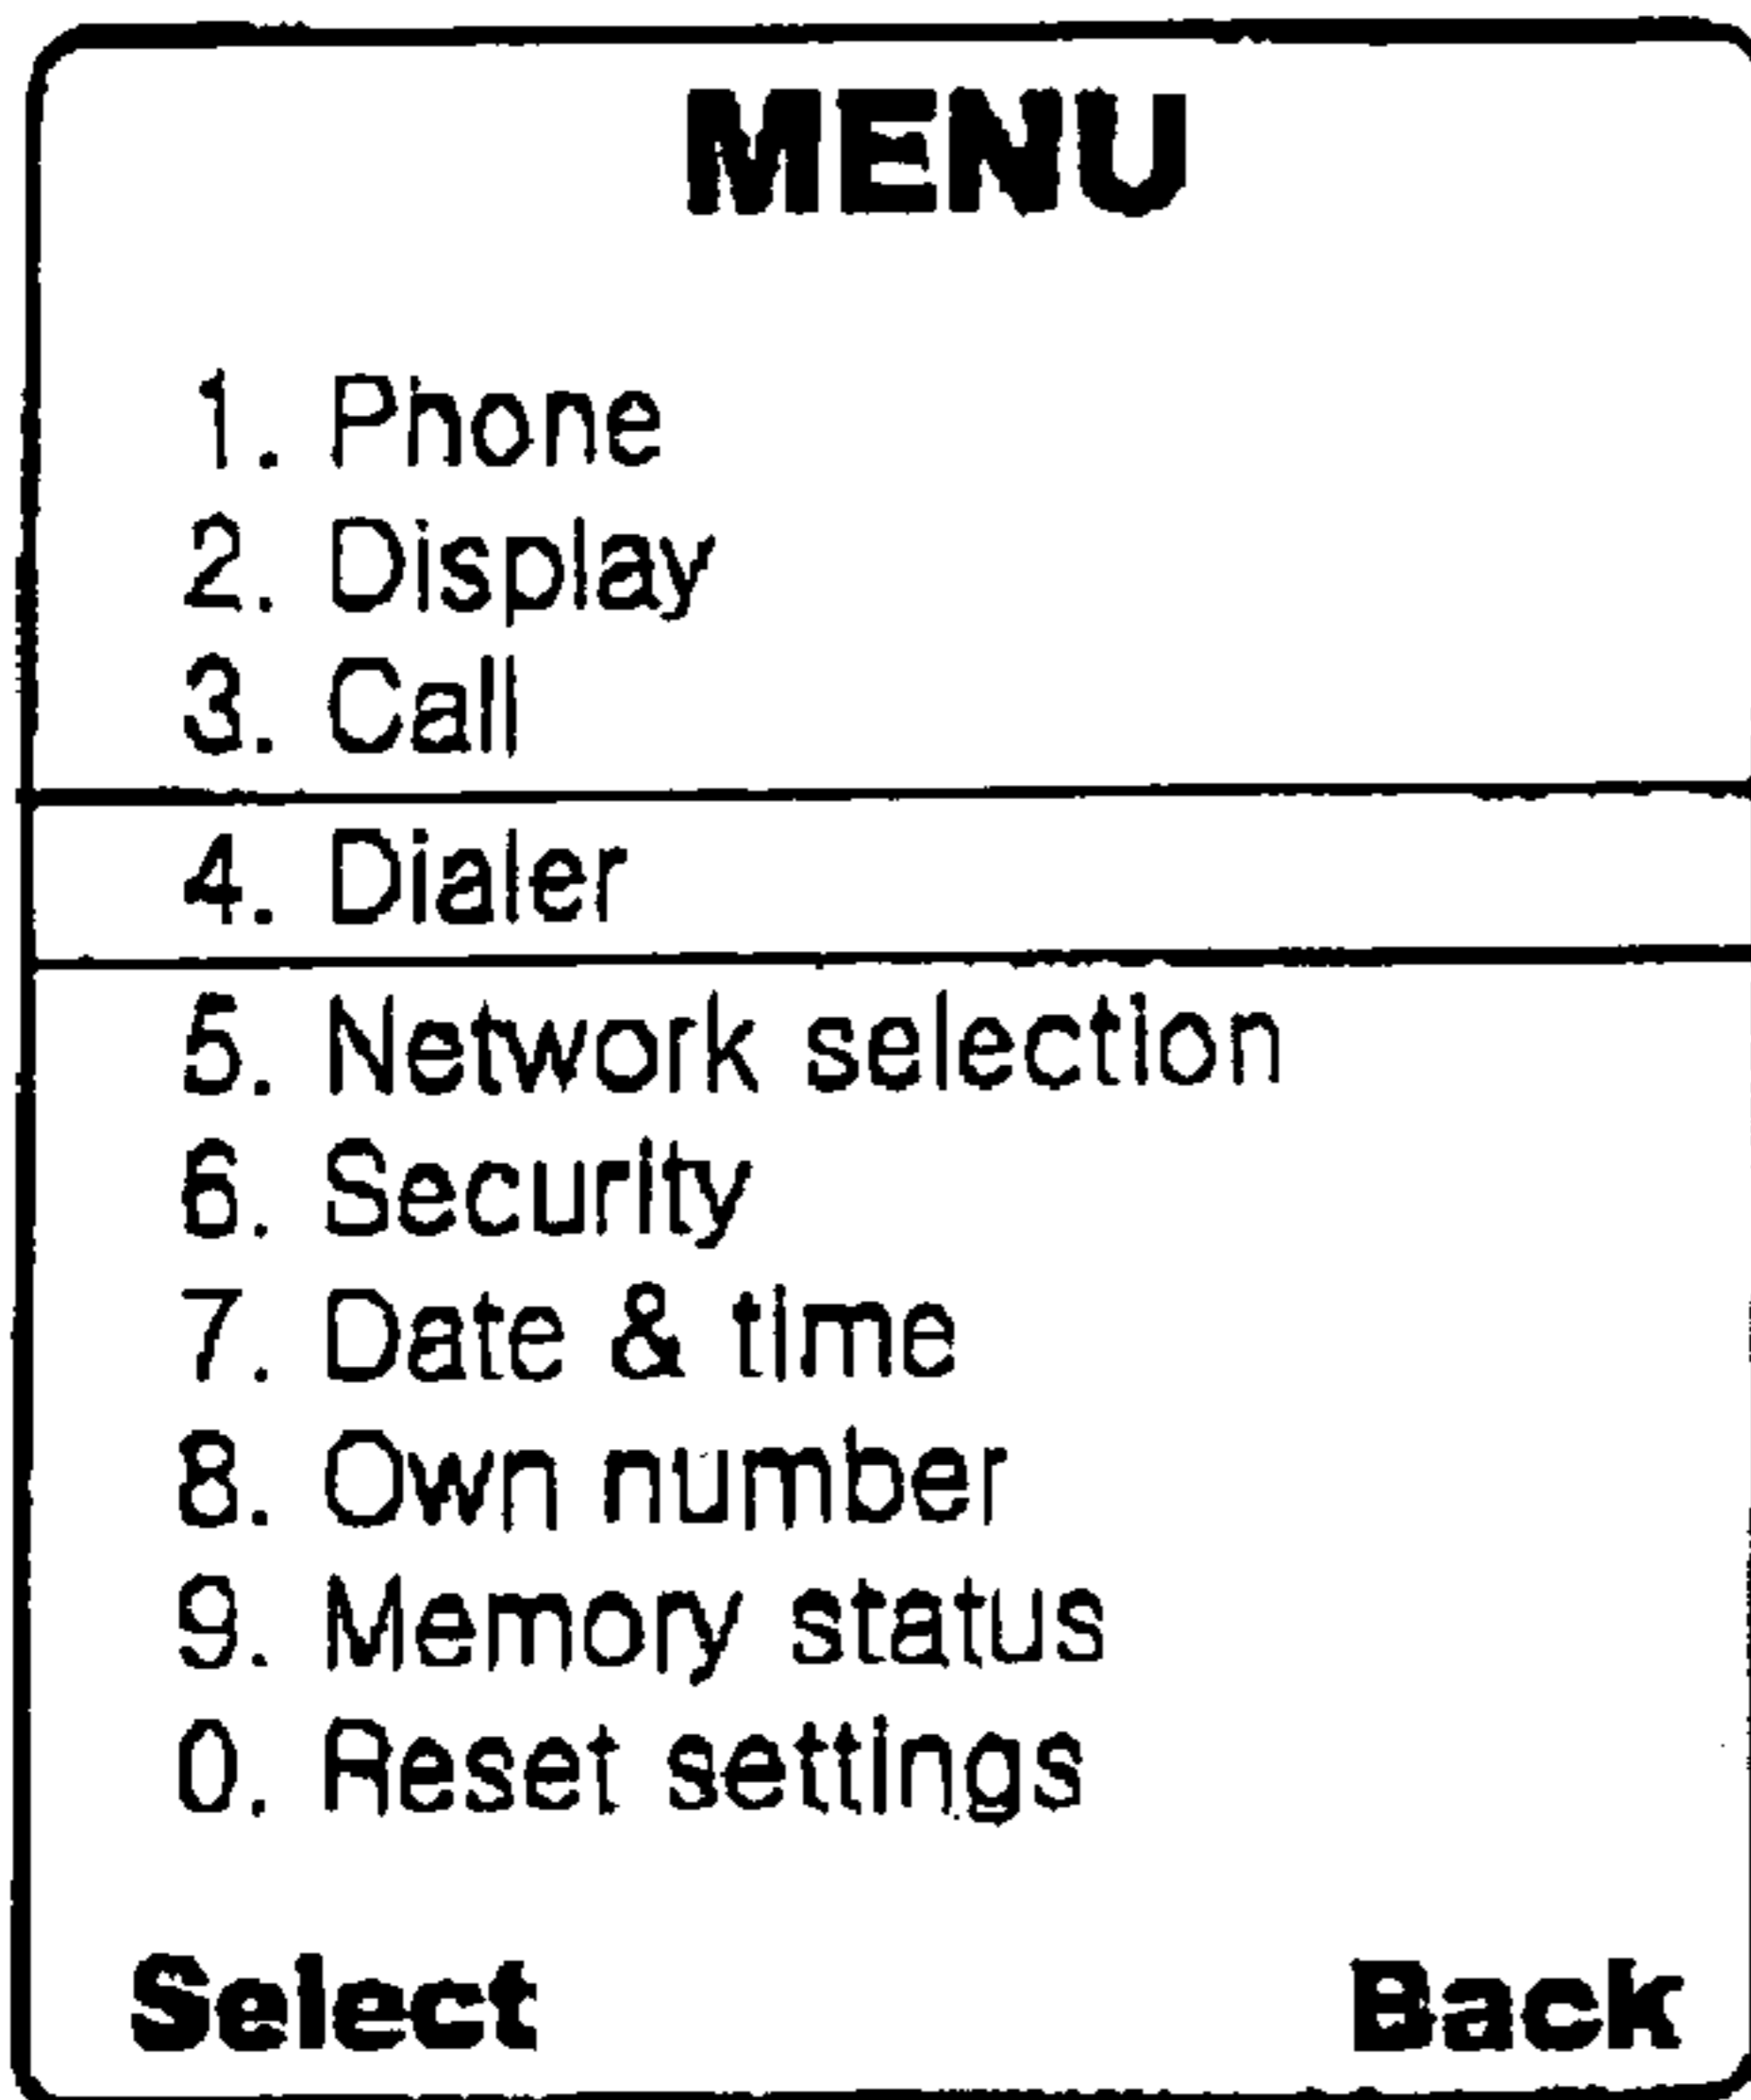 MENU
1. Phone
2. Display
3. Call
4. Dialer
5. Network selection
6. Security
7. Date & time
8. Own number
9. Memory status
0. Reset settings
Select Back